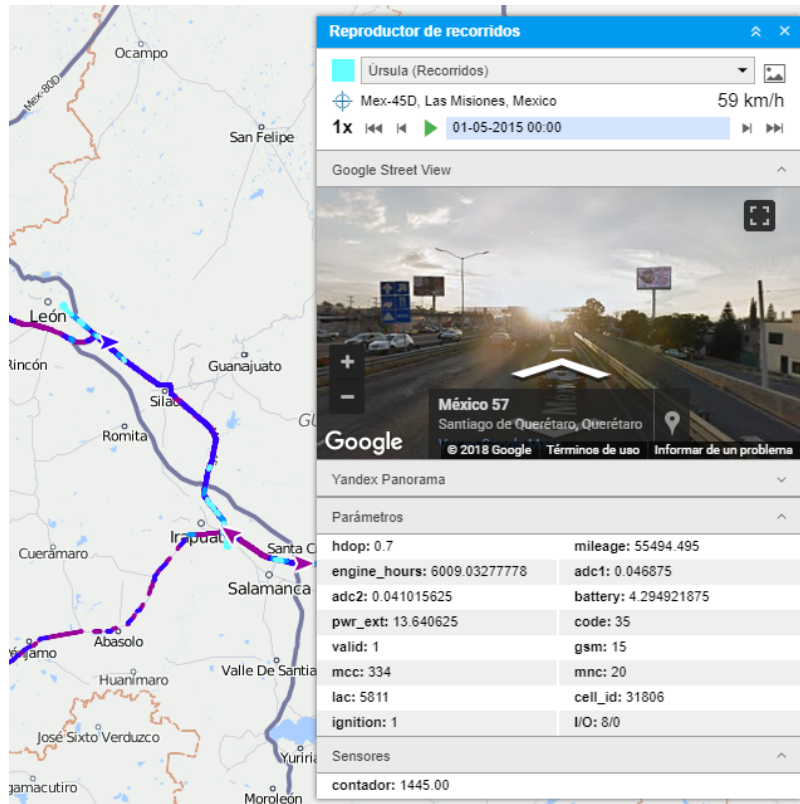 Ocampo
Mex-80D
San Felipe
León
Rincón
Guanajuato
Silao
Romita
Irapuato
Cuerámaro
Santa C
Salamanca
Abasolo
Pénjamo
Huanímaro
Valle De Santia
José Sixto Verduzco
Yuriria
gamacutiro
Moroleón
Reproductor de recorridos
Úrsula (Recorridos)
Mex-45D, Las Misiones, Mexico 59 km/h
1x 01-05-2015 00:00
Google Street View
México 57
Santiago de Querétaro, Querétaro
Google
© 2018 Google Términos de uso Informar de un problema
Yandex Panorama
Parámetros
hdop: 0.7 mileage: 55494.495
engine_hours: 6009.03277778 adc1: 0.046875
adc2: 0.041015625 battery: 4.294921875
pwr_ext: 13.640625 code: 35
valid: 1 gsm: 15
mcc: 334 mnc: 20
lac: 5811 cell_id: 31806
ignition: 1 I/O: 8/0
Sensores
contador: 1445.00